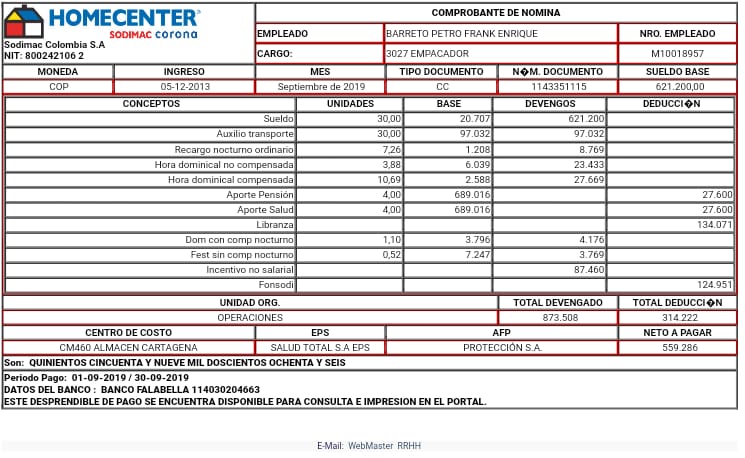 HOMECENTER
SODIMAC corona
Sodimac Colombia S.A
NIT: 800242106 2
COMPROBANTE DE NOMINA
EMPLEADO BARRETO PETRO FRANK ENRIQUE NRO. EMPLEADO
CARGO: 3027 EMPACADOR M10018957
MONEDA INGRESO MES TIPO DOCUMENTO N�M. DOCUMENTO SUELDO BASE
COP 05-12-2013 Septiembre de 2019 CC 1143351115 621.200,00
CONCEPTOS UNIDADES BASE DEVENGOS DEDUCCI�N
Sueldo 30,00 20.707 621.200
Auxilio transporte 30,00 97.032 97.032
Recargo nocturno ordinario 7,26 1.208 8.769
Hora dominical no compensada 3,88 6.039 23.433
Hora dominical compensada 10,69 2.588 27.669
Aporte Pensión 4,00 689.016 27.600
Aporte Salud 4,00 689.016 27.600
Libranza 134.071
Dom con comp nocturno 1,10 3.796 4.176
Fest sin comp nocturno 0,52 7.247 3.769
Incentivo no salarial 87.460
Fonsodi 124.951
UNIDAD ORG. TOTAL DEVENGADO TOTAL DEDUCCI�N
OPERACIONES 873.508 314.222
CENTRO DE COSTO EPS AFP NETO A PAGAR
CM460 ALMACEN CARTAGENA SALUD TOTAL S.A EPS PROTECCIÓN S.A. 559.286
Son: QUINIENTOS CINCUENTA Y NUEVE MIL DOSCIENTOS OCHENTA Y SEIS
Periodo Pago: 01-09-2019 / 30-09-2019
DATOS DEL BANCO : BANCO FALABELLA 114030204663
ESTE DESPRENDIBLE DE PAGO SE ENCUENTRA DISPONIBLE PARA CONSULTA E IMPRESION EN EL PORTAL.
E-Mail: WebMaster RRHH